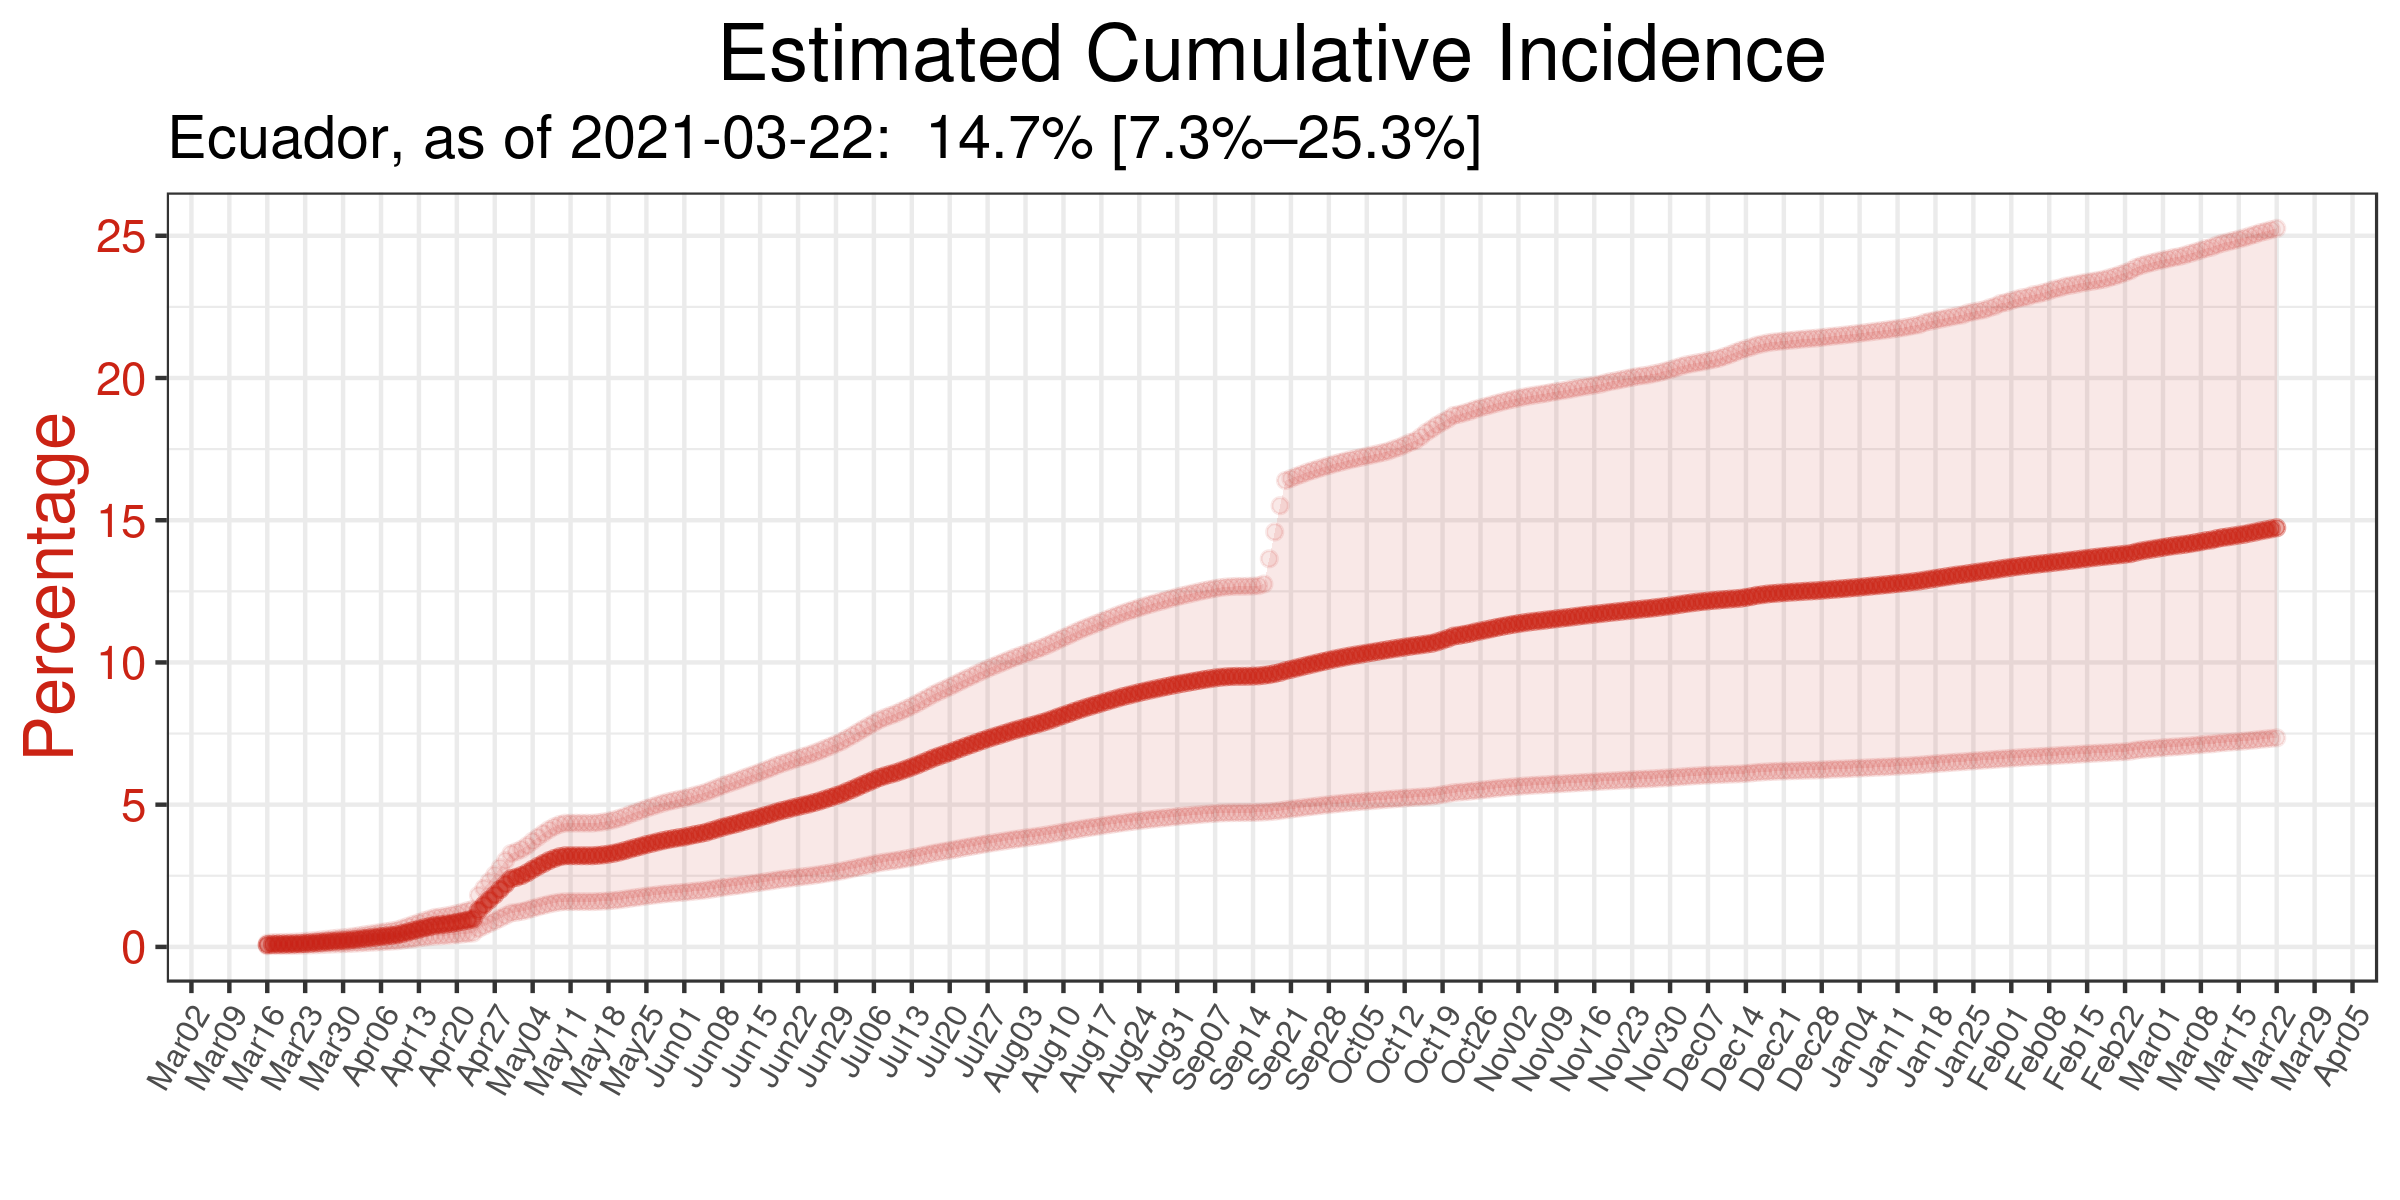 Estimated Cumulative Incidence
Ecuador, as of 2021-03-22:  14.7% [7.3%–25.3%]
Percentage
25
20
15
10
5
0
Mar02
Mar09
Mar16
Mar23
Mar30
Apr06
Apr13
Apr20
Apr27
May04
May11
May18
May25
Jun01
Jun08
Jun15
Jun22
Jun29
Jul06
Jul13
Jul20
Jul27
Aug03
Aug10
Aug17
Aug24
Aug31
Sep07
Sep14
Sep21
Sep28
Oct05
Oct12
Oct19
Oct26
Nov02
Nov09
Nov16
Nov23
Nov30
Dec07
Dec14
Dec21
Dec28
Jan04
Jan11
Jan18
Jan25
Feb01
Feb08
Feb15
Feb22
Mar01
Mar08
Mar15
Mar22
Mar29
Apr05